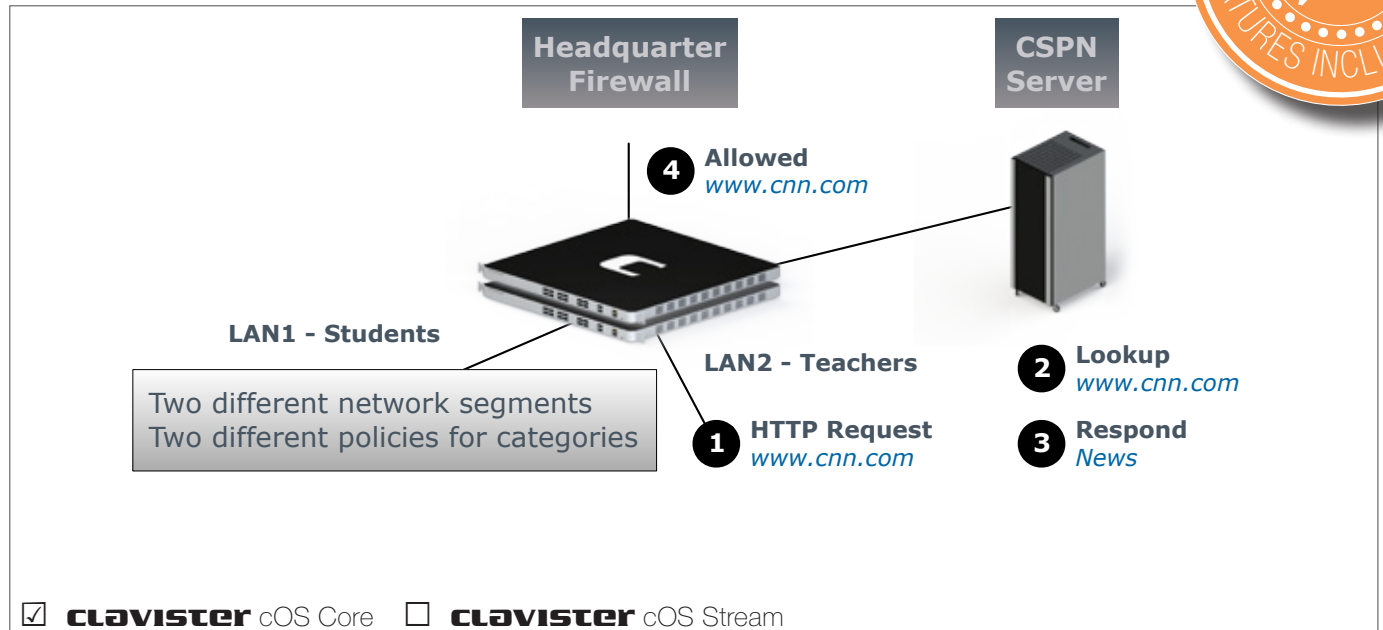 Headquarter
Firewall
CSPN
Server
4 Allowed
www.cnn.com
LAN1 - Students
LAN2 - Teachers
Two different network segments
Two different policies for categories
1 HTTP Request
www.cnn.com
2 Lookup
www.cnn.com
3 Respond
News
☑ CLAVISTER cOS Core ☐ CLAVISTER cOS Stream